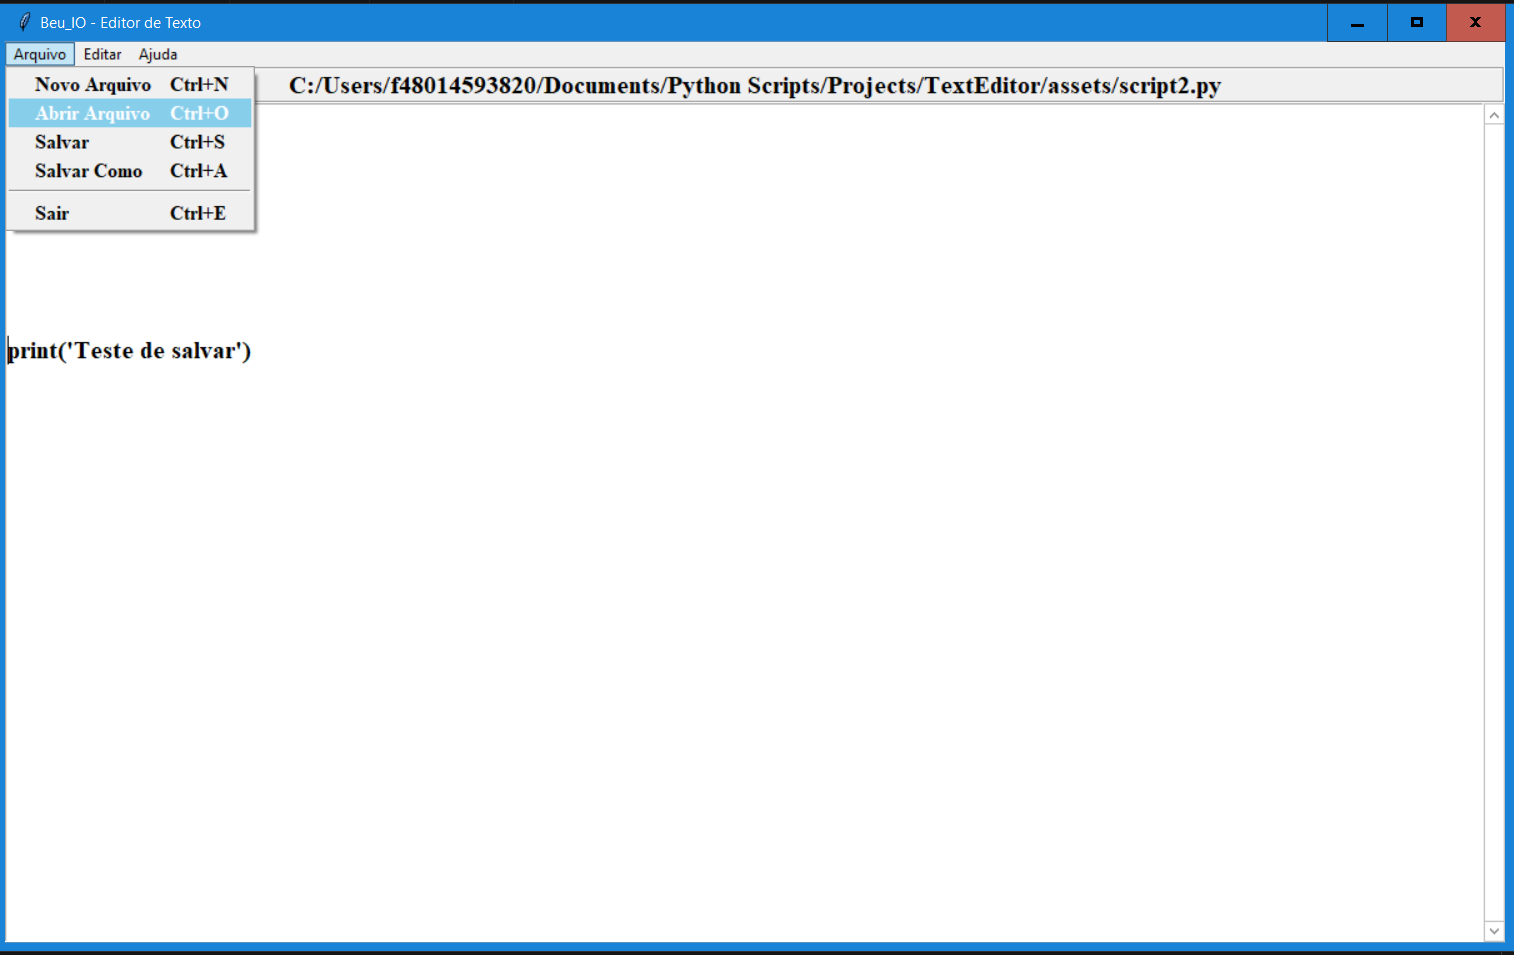 Beu_IO - Editor de Texto
Arquivo Editar Ajuda
C:/Users/f48014593820/Documents/Python Scripts/Projects/TextEditor/assets/script2.py
Novo Arquivo Ctrl+N
Abrir Arquivo Ctrl+O
Salvar Ctrl+S
Salvar Como Ctrl+A
Sair Ctrl+E
print('Teste de salvar')